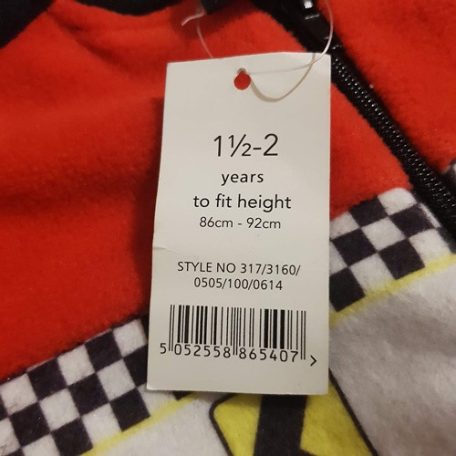 1½-2
years
to fit height
86cm - 92cm
STYLE NO 317/3160/
0505/100/0614
5 052558 865407 >